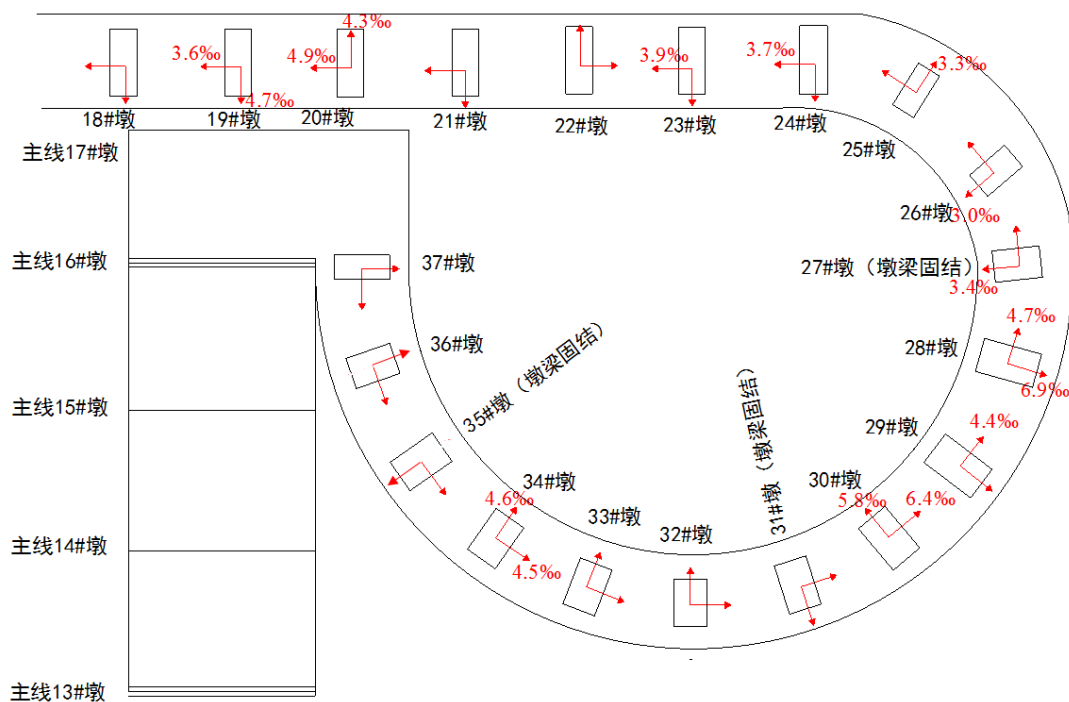 4.3‰
3.6‰
4.9‰
3.9‰
3.7‰
3.3‰
4.7‰
18#墩
19#墩
20#墩
21#墩
22#墩
23#墩
24#墩
主线17#墩
25#墩
26#墩
3.0‰
主线16#墩
37#墩
27#墩（墩梁固结）
3.4‰
4.7‰
36#墩
28#墩
35#墩（墩梁固结）
6.9‰
主线15#墩
31#墩（墩梁固结）
29#墩
4.4‰
34#墩
30#墩
4.6‰
5.8‰
6.4‰
33#墩
32#墩
主线14#墩
4.5‰
主线13#墩